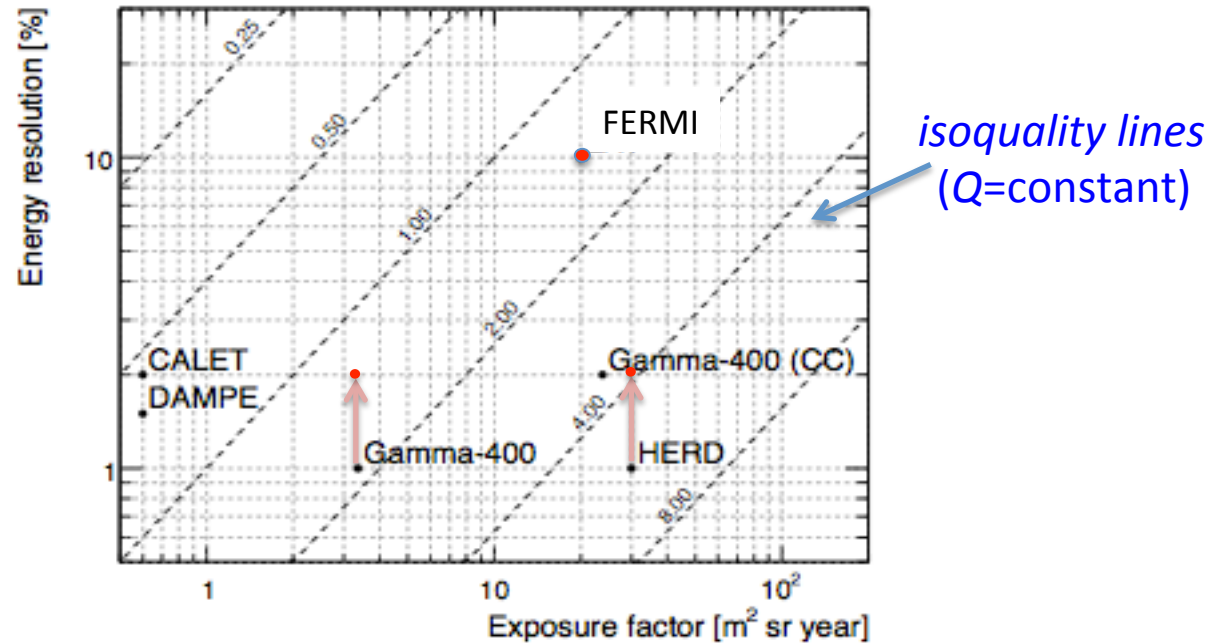 Energy resolution [%]
0.25
0.50
1.00
2.00
4.00
8.00
FERMI
isoquality lines
(Q=constant)
10
CALET
DAMPE
Gamma-400 (CC)
Gamma-400
HERD
1
1
10
10²
Exposure factor [m² sr year]